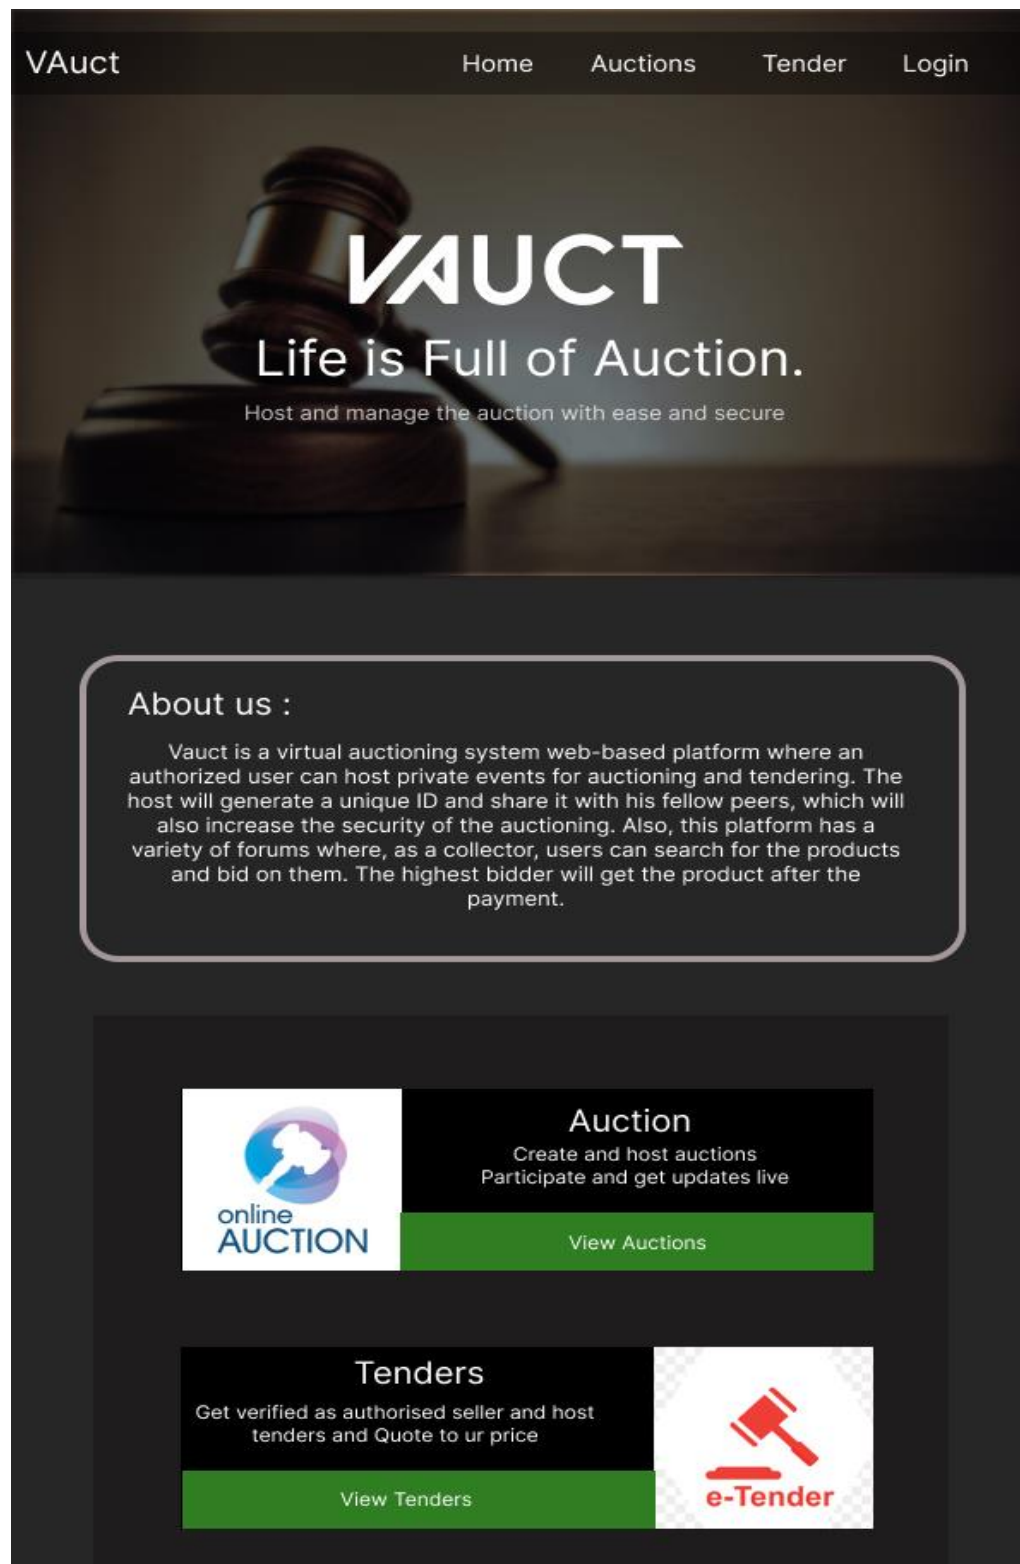 VAuct
Home Auctions Tender Login
VAUCT
Life is Full of Auction.
Host and manage the auction with ease and secure
About us :
Vauct is a virtual auctioning system web-based platform where an
authorized user can host private events for auctioning and tendering. The
host will generate a unique ID and share it with his fellow peers, which will
also increase the security of the auctioning. Also, this platform has a
variety of forums where, as a collector, users can search for the products
and bid on them. The highest bidder will get the product after the
payment.
online
AUCTION
Auction
Create and host auctions
Participate and get updates live
View Auctions
Tenders
Get verified as authorised seller and host
tenders and Quote to ur price
View Tenders
e-Tender